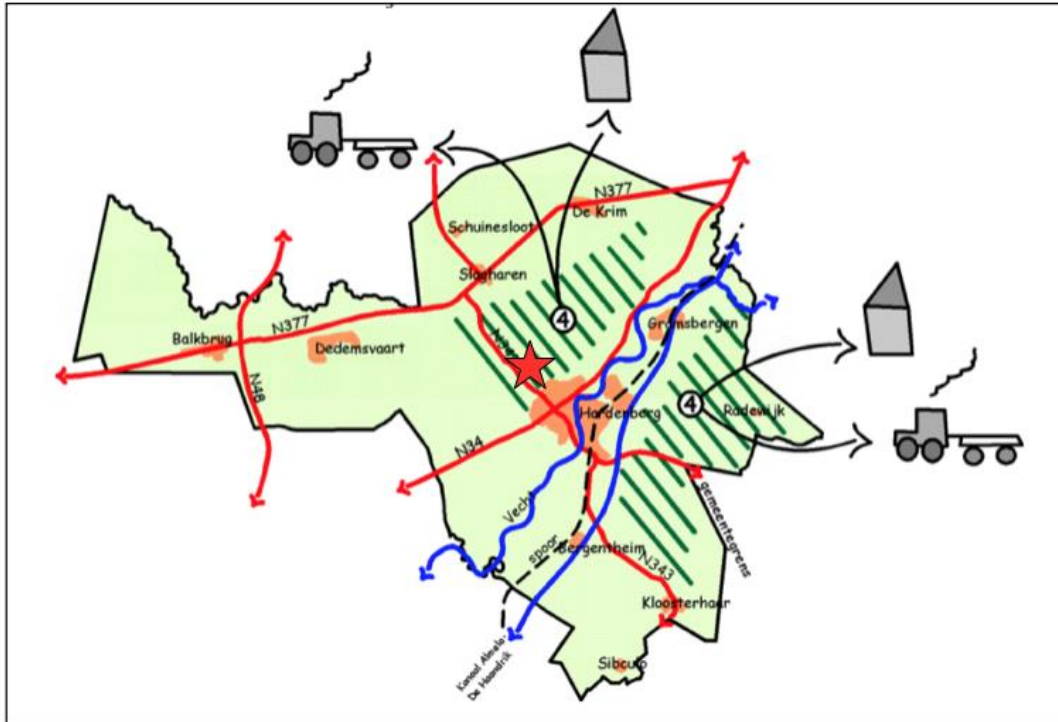 N377
De Krim
Schuinesloot
Slagharen
4
N377
Balkbrug
Dedemsvaart
Gramsbergen
4
Radewijk
Hardenberg
N48
N34
Vecht
gemeentegrens
spoor
Bergentheim
N343
Kloosterhaar
Kanaal Almelo-
De Haandrik
Sibculo